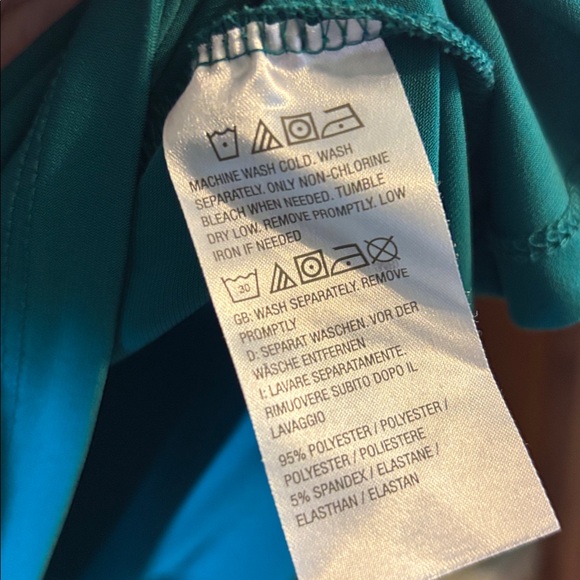 MACHINE WASH COLD. WASH
SEPARATELY. ONLY NON-CHLORINE
BLEACH WHEN NEEDED. TUMBLE
DRY LOW. REMOVE PROMPTLY. LOW
IRON IF NEEDED
30
GB: WASH SEPARATELY. REMOVE
PROMPTLY
D: SEPARAT WASCHEN. VOR DER
WÄSCHE ENTFERNEN
I: LAVARE SEPARATAMENTE.
RIMUOVERE SUBITO DOPO IL
LAVAGGIO
95% POLYESTER / POLYESTER /
POLYESTER / POLIESTERE
5% SPANDEX / ELASTANE /
ELASTHAN / ELASTAN